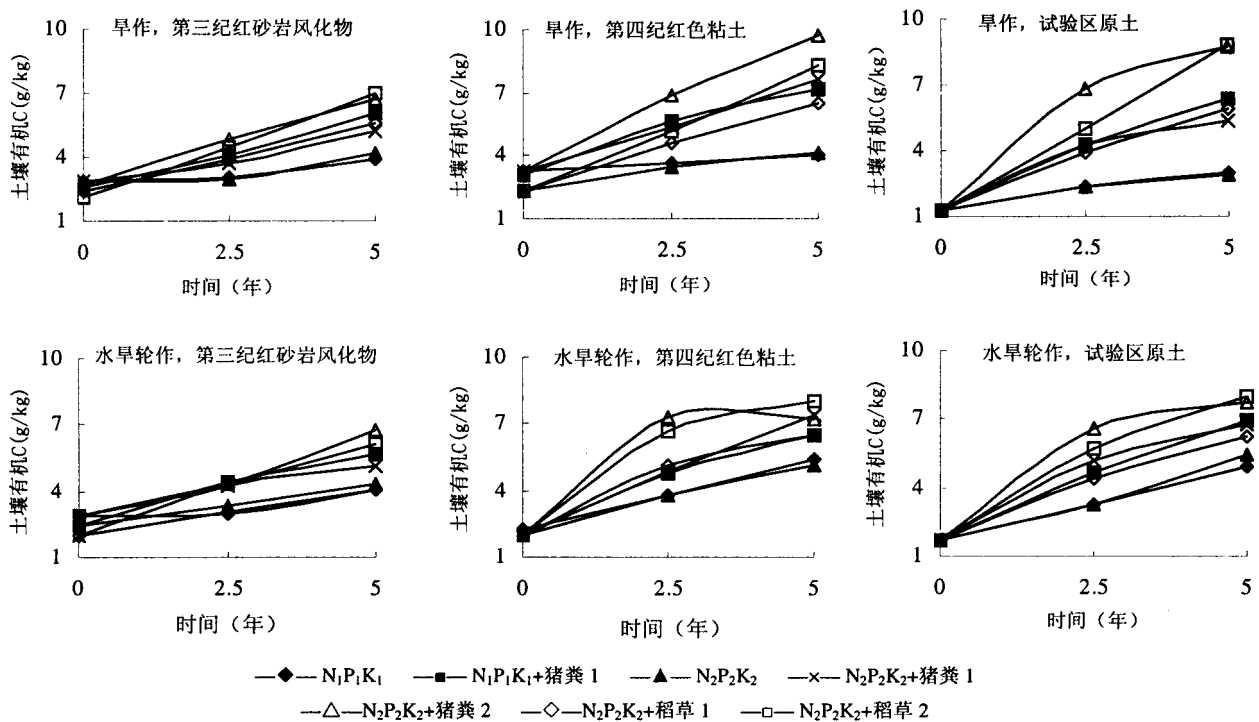 旱作，第三纪红砂岩风化物
土壤有机C(g/kg)
10
7
4
1
0 2.5 5
时间（年）
旱作，第四纪红色粘土
土壤有机C(g/kg)
10
7
4
1
0 2.5 5
时间（年）
旱作，试验区原土
土壤有机C(g/kg)
10
7
4
1
0 2.5 5
时间（年）
水旱轮作，第三纪红砂岩风化物
土壤有机C(g/kg)
10
7
4
1
0 2.5 5
时间（年）
水旱轮作，第四纪红色粘土
土壤有机C(g/kg)
10
7
4
1
0 2.5 5
时间（年）
水旱轮作，试验区原土
土壤有机C(g/kg)
10
7
4
1
0 2.5 5
时间（年）
N₁P₁K₁ N₁P₁K₁+猪粪 1 N₂P₂K₂ N₂P₂K₂+猪粪 1
N₂P₂K₂+猪粪 2 N₂P₂K₂+稻草 1 N₂P₂K₂+稻草 2